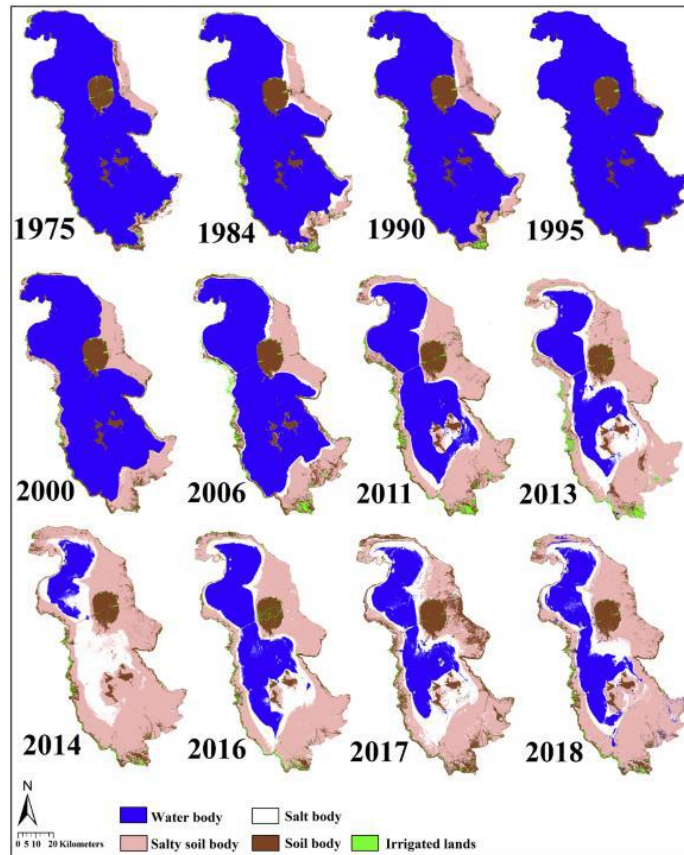 1975
1984
1990
1995
2000
2006
2011
2013
2014
2016
2017
2018
N
0 5 10 20 Kilometers
Water body
Salt body
Salty soil body
Soil body
Irrigated lands